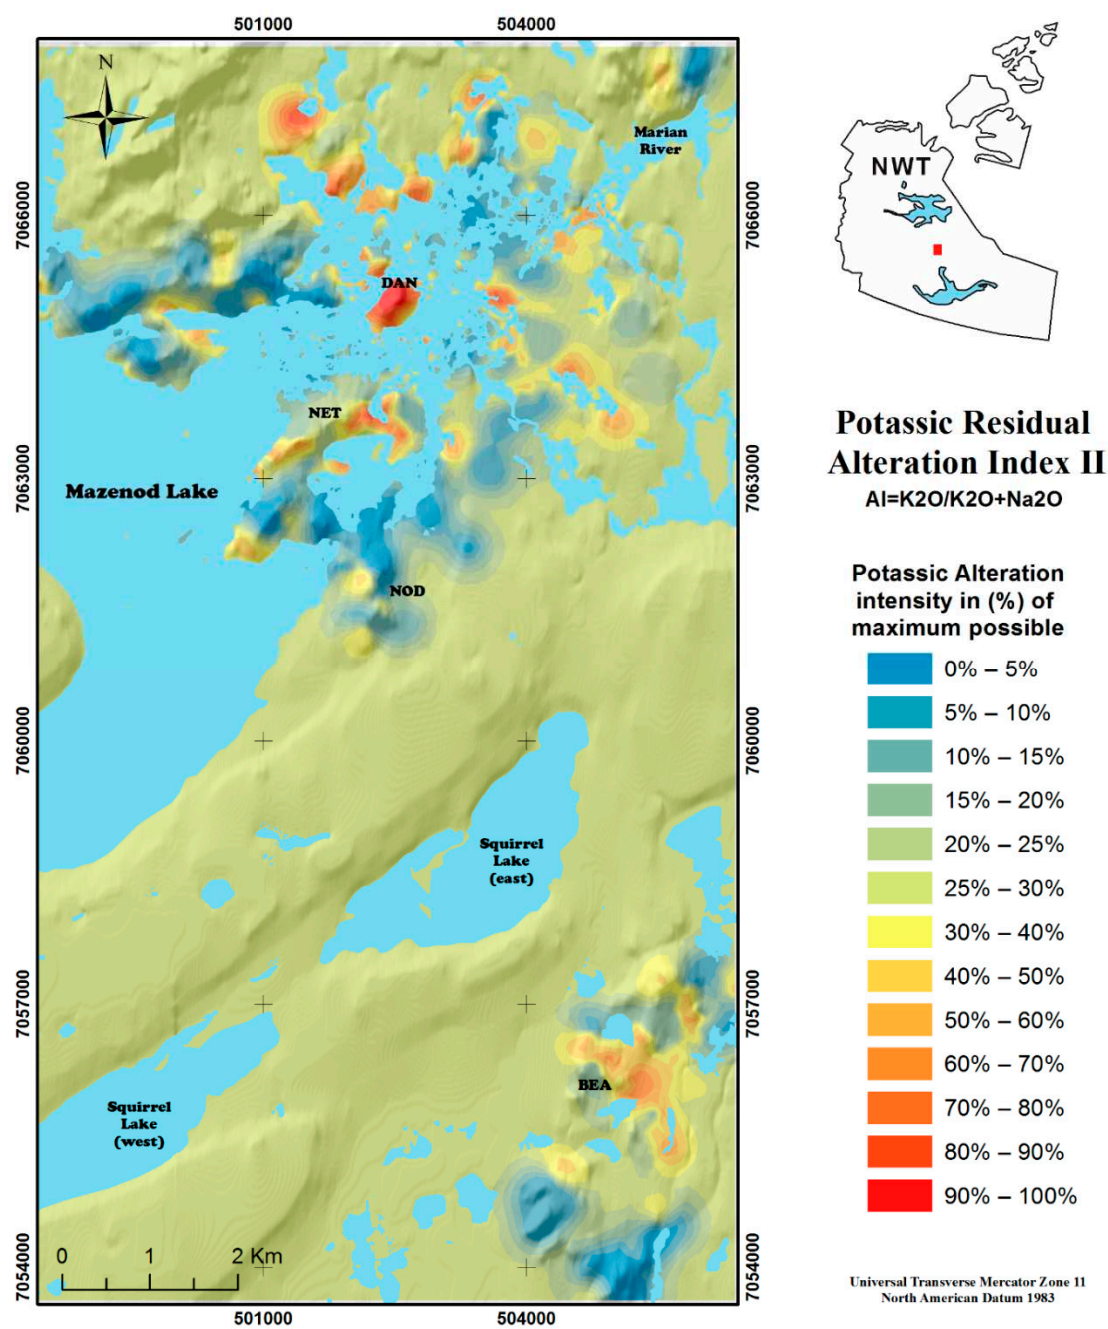 501000
504000
N
Marian
River
7066000
7066000
DAN
NET
7063000
7063000
Mazenod Lake
NOD
7060000
7060000
Squirrel
Lake
(east)
7057000
7057000
BEA
Squirrel
Lake
(west)
0 1 2 Km
7054000
7054000
501000
504000
NWT
Potassic Residual
Alteration Index II
AI=K2O/K2O+Na2O
Potassic Alteration
intensity in (%) of
maximum possible
0% – 5%
5% – 10%
10% – 15%
15% – 20%
20% – 25%
25% – 30%
30% – 40%
40% – 50%
50% – 60%
60% – 70%
70% – 80%
80% – 90%
90% – 100%
Universal Transverse Mercator Zone 11
North American Datum 1983